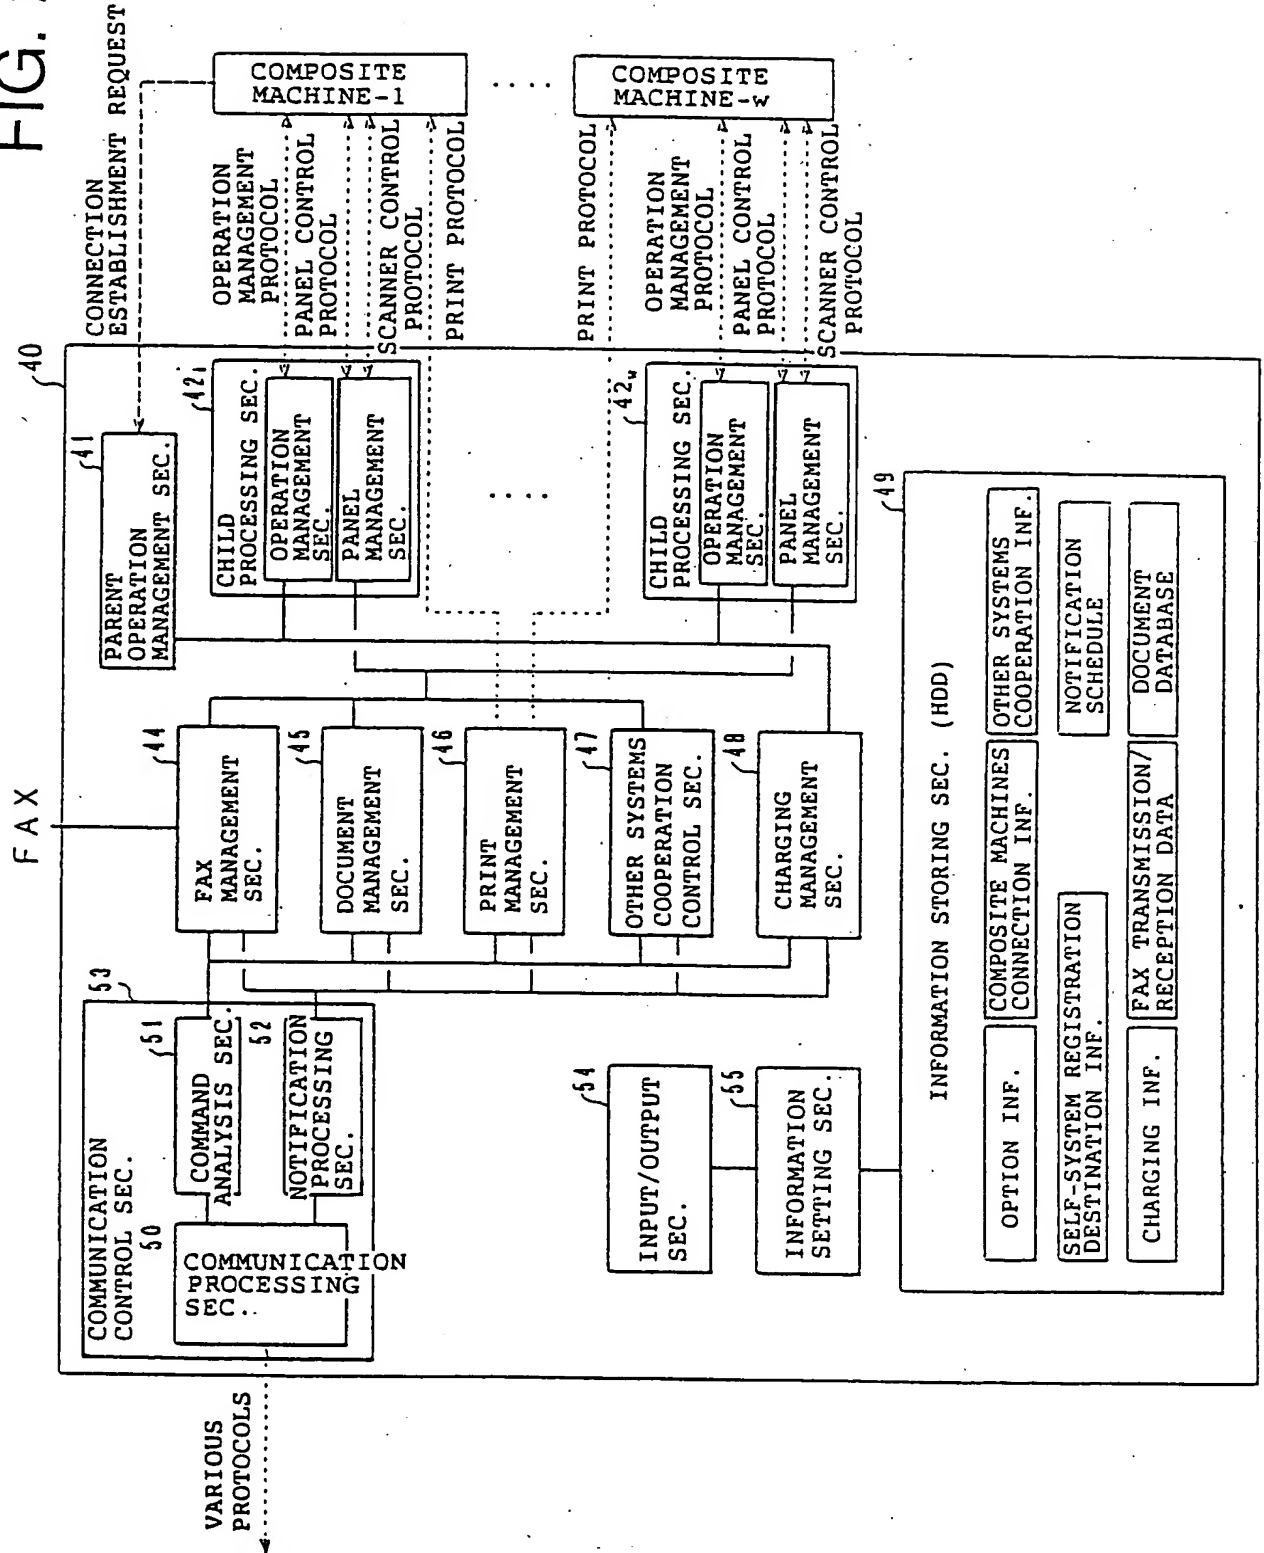 FIG.
FAX
40
CONNECTION
ESTABLISHMENT REQUEST
VARIOUS
PROTOCOLS
COMMUNICATION
CONTROL SEC.
53
50
COMMUNICATION
PROCESSING
SEC..
51
COMMAND
ANALYSIS SEC.
52
NOTIFICATION
PROCESSING
SEC.
44
FAX
MANAGEMENT
SEC.
45
DOCUMENT
MANAGEMENT
SEC.
46
PRINT
MANAGEMENT
SEC.
47
OTHER SYSTEMS
COOPERATION
CONTROL SEC.
48
CHARGING
MANAGEMENT
SEC.
41
PARENT
OPERATION
MANAGEMENT SEC.
42₁
CHILD
PROCESSING SEC.
OPERATION
MANAGEMENT
SEC.
PANEL
MANAGEMENT
SEC.
....
42w
CHILD
PROCESSING SEC.
OPERATION
MANAGEMENT
SEC.
PANEL
MANAGEMENT
SEC.
OPERATION
MANAGEMENT
PROTOCOL
PANEL CONTROL
PROTOCOL
SCANNER CONTROL
PROTOCOL
PRINT PROTOCOL
PRINT PROTOCOL
OPERATION
MANAGEMENT
PROTOCOL
PANEL CONTROL
PROTOCOL
SCANNER CONTROL
PROTOCOL
COMPOSITE
MACHINE-1
....
COMPOSITE
MACHINE-w
54
INPUT/OUTPUT
SEC.
55
INFORMATION
SETTING SEC.
49
INFORMATION STORING SEC. (HDD)
OPTION INF.
COMPOSITE MACHINES
CONNECTION INF.
OTHER SYSTEMS
COOPERATION INF.
SELF-SYSTEM REGISTRATION
DESTINATION INF.
NOTIFICATION
SCHEDULE
CHARGING INF.
FAX TRANSMISSION/
RECEPTION DATA
DOCUMENT
DATABASE